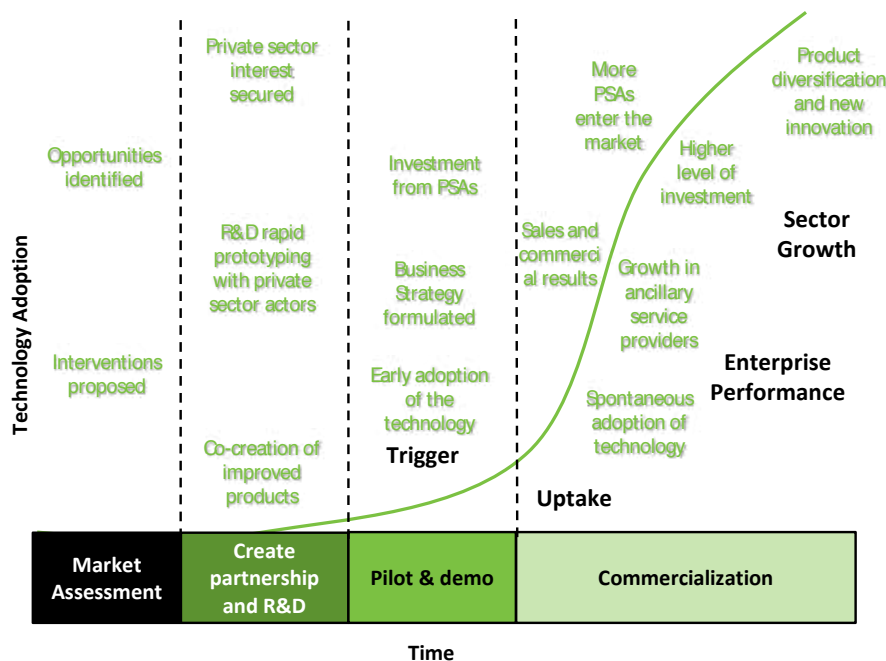 Technology Adoption
Opportunities
identified
Interventions
proposed
Private sector
interest
secured
R&D rapid
prototyping
with private
sector actors
Co-creation of
improved
products
Investment
from PSAs
Business
Strategy
formulated
Early adoption
of the
technology
Trigger
More
PSAs
enter the
market
Product
diversification
and new
innovation
Higher
level of
investment
Sales and
commerci
al results
Sector
Growth
Growth in
ancillary
service
providers
Enterprise
Performance
Spontaneous
adoption of
technology
Uptake
Market
Assessment
Create
partnership
and R&D
Pilot & demo
Commercialization
Time